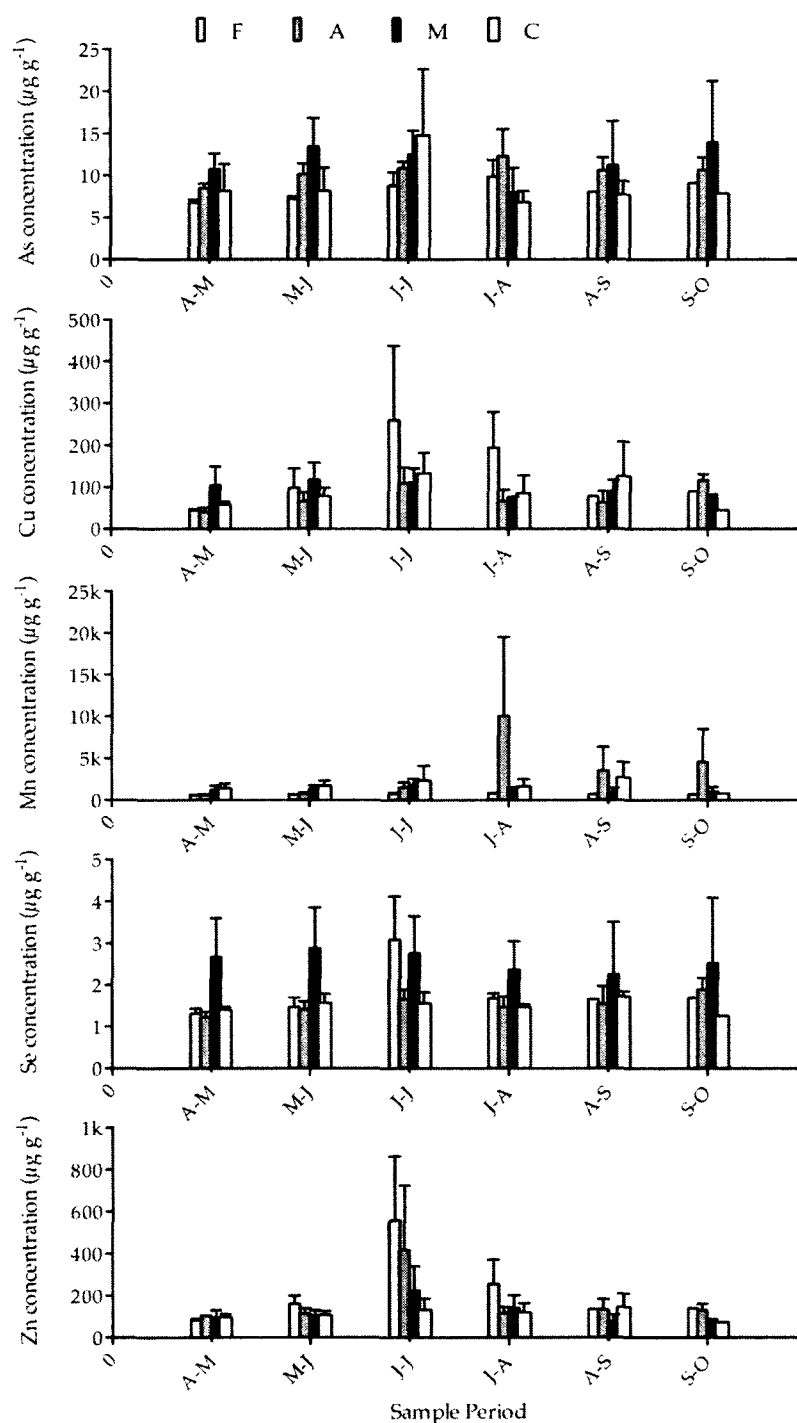 F A M C
As concentration (µg g⁻¹)
25
20
15
10
5
0
0 A-M M-J J-J J-A A-S S-O
Cu concentration (µg g⁻¹)
500
400
300
200
100
0
0 A-M M-J J-J J-A A-S S-O
Mn concentration (µg g⁻¹)
25k
20k
15k
10k
5k
0
0 A-M M-J J-J J-A A-S S-O
Se concentration (µg g⁻¹)
5
4
3
2
1
0
0 A-M M-J J-J J-A A-S S-O
Zn concentration (µg g⁻¹)
1k
800
600
400
200
0
0 A-M M-J J-J J-A A-S S-O
Sample Period